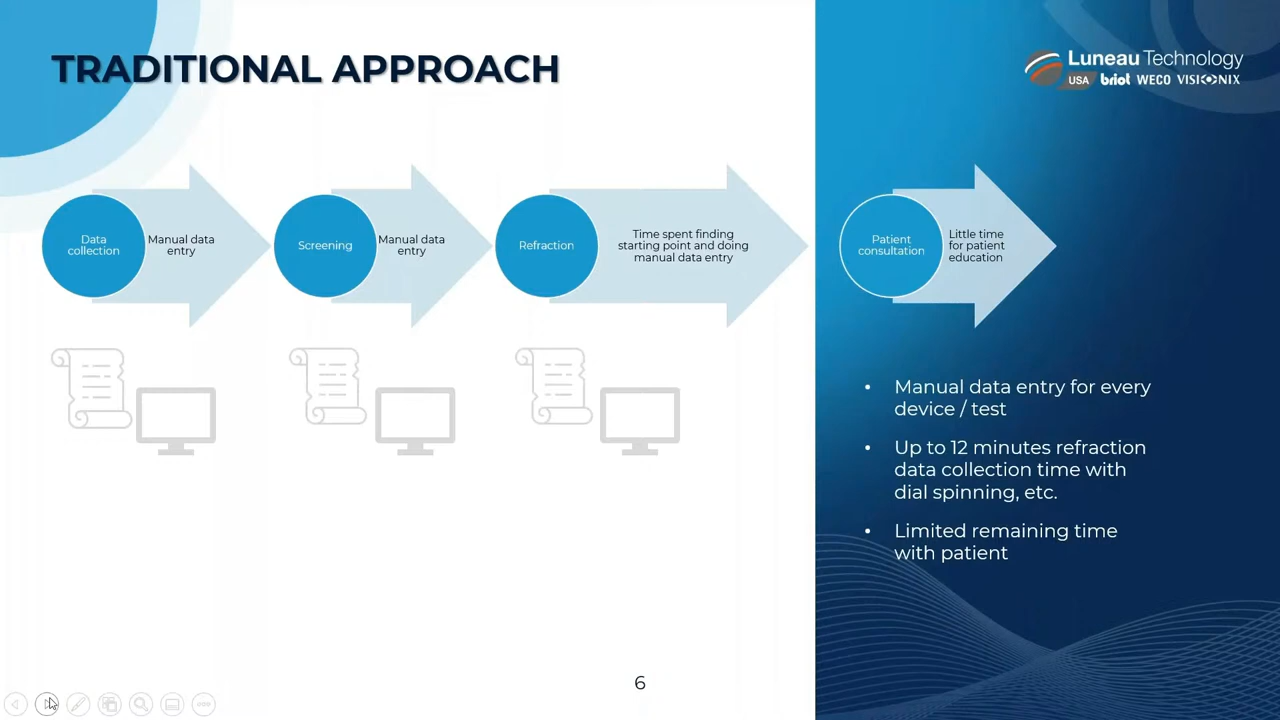 TRADITIONAL APPROACH
Luneau Technology
USA briot WECO VISIONIX
Data
collection
Manual data
entry
Screening
Manual data
entry
Refraction
Time spent finding
starting point and doing
manual data entry
Patient
consultation
Little time
for patient
education
• Manual data entry for every
device / test
• Up to 12 minutes refraction
data collection time with
dial spinning, etc.
• Limited remaining time
with patient
6